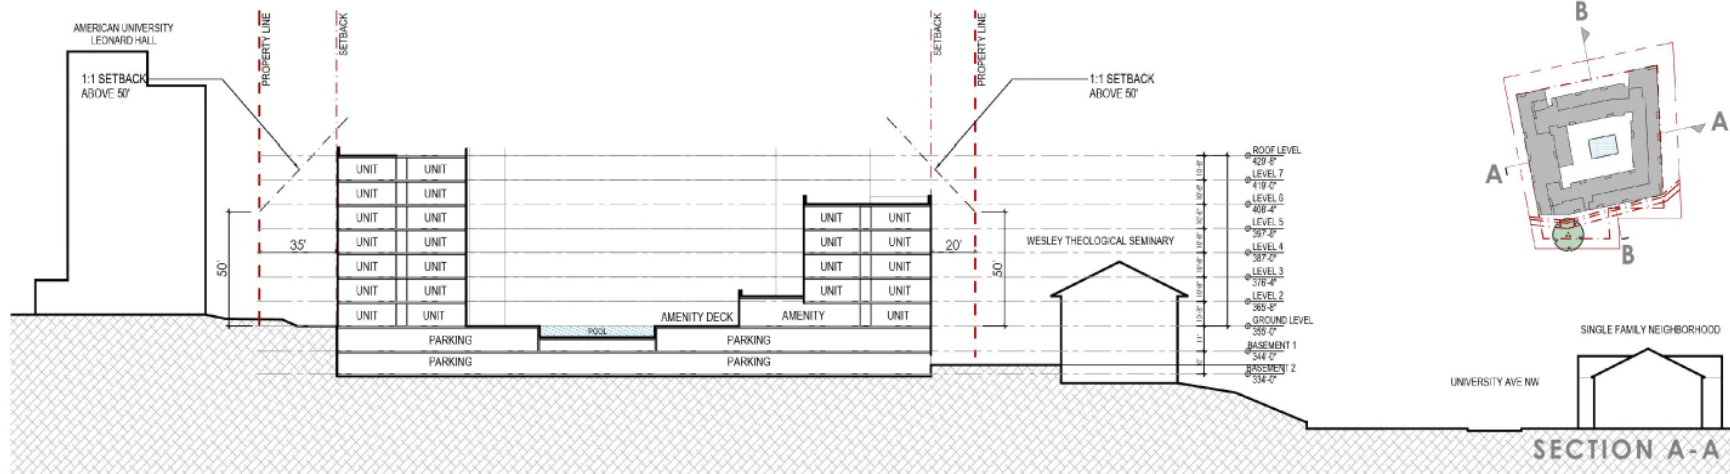 AMERICAN UNIVERSITY
LEONARD HALL
1:1 SETBACK
ABOVE 50'
PROPERTY LINE
SETBACK
SETBACK
PROPERTY LINE
1:1 SETBACK
ABOVE 50'
B
A
A
B
ROOF LEVEL
429'-8"
LEVEL 7
419'-0"
LEVEL 6
408'-4"
LEVEL 5
397'-8"
LEVEL 4
387'-0"
LEVEL 3
376'-4"
LEVEL 2
365'-8"
GROUND LEVEL
355'-0"
BASEMENT 1
344'-0"
BASEMENT 2
334'-0"
11'
10'
UNIT UNIT
UNIT UNIT
UNIT UNIT UNIT UNIT
UNIT UNIT UNIT UNIT
UNIT UNIT UNIT UNIT
UNIT UNIT UNIT UNIT
UNIT UNIT AMENITY DECK AMENITY UNIT
35'
50'
20'
50'
POOL
PARKING PARKING
PARKING PARKING
WESLEY THEOLOGICAL SEMINARY
SINGLE FAMILY NEIGHBORHOOD
UNIVERSITY AVE NW
SECTION A-A